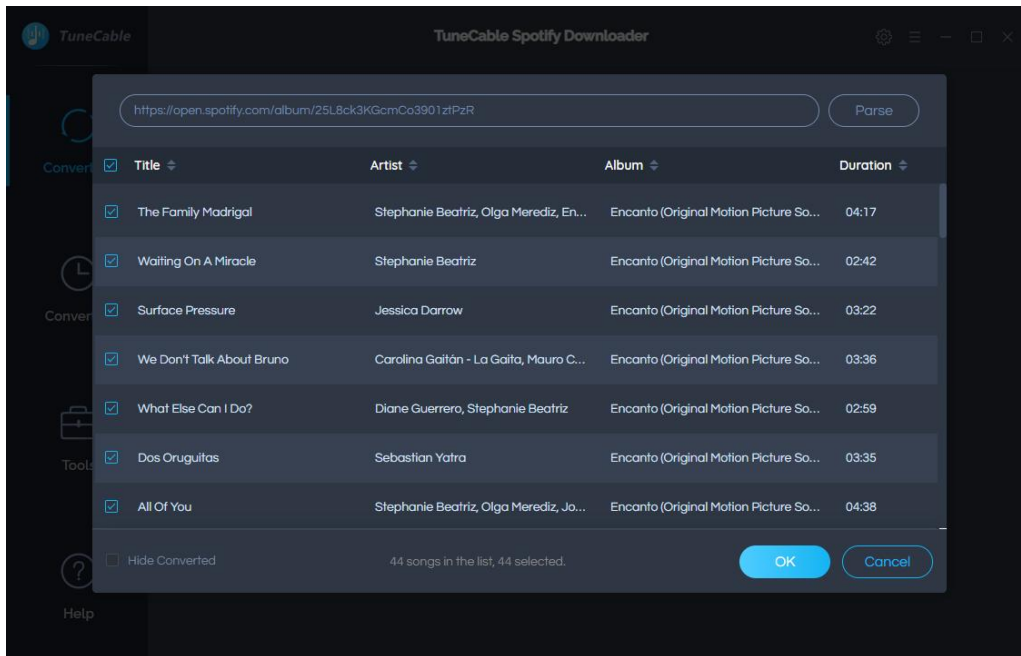 TuneCable
TuneCable Spotify Downloader
https://open.spotify.com/album/25L8ck3KGcmCo3901ztPzR Parse
Title Artist Album Duration
The Family Madrigal Stephanie Beatriz, Olga Merediz, En... Encanto (Original Motion Picture So... 04:17
Waiting On A Miracle Stephanie Beatriz Encanto (Original Motion Picture So... 02:42
Surface Pressure Jessica Darrow Encanto (Original Motion Picture So... 03:22
We Don't Talk About Bruno Carolina Gaitán - La Gaita, Mauro C... Encanto (Original Motion Picture So... 03:36
What Else Can I Do? Diane Guerrero, Stephanie Beatriz Encanto (Original Motion Picture So... 02:59
Dos Oruguitas Sebastian Yatra Encanto (Original Motion Picture So... 03:35
All Of You Stephanie Beatriz, Olga Merediz, Jo... Encanto (Original Motion Picture So... 04:38
Hide Converted 44 songs in the list, 44 selected. OK Cancel
Convert
Conver
Tools
Help